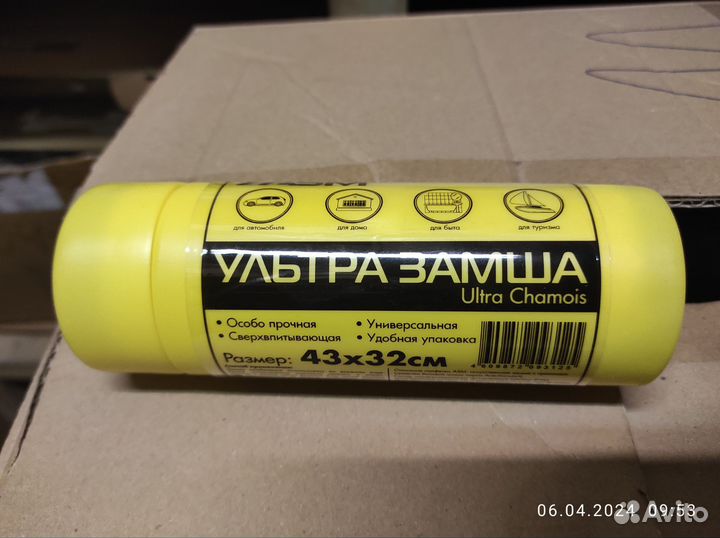 для автомобиля для дома для быта для туризма
УЛЬТРА ЗАМША
Ultra Chamois
• Особо прочная • Универсальная
• Сверхвпитывающая • Удобная упаковка
Размер: 43х32см
06.04.2024 09:53
Avito